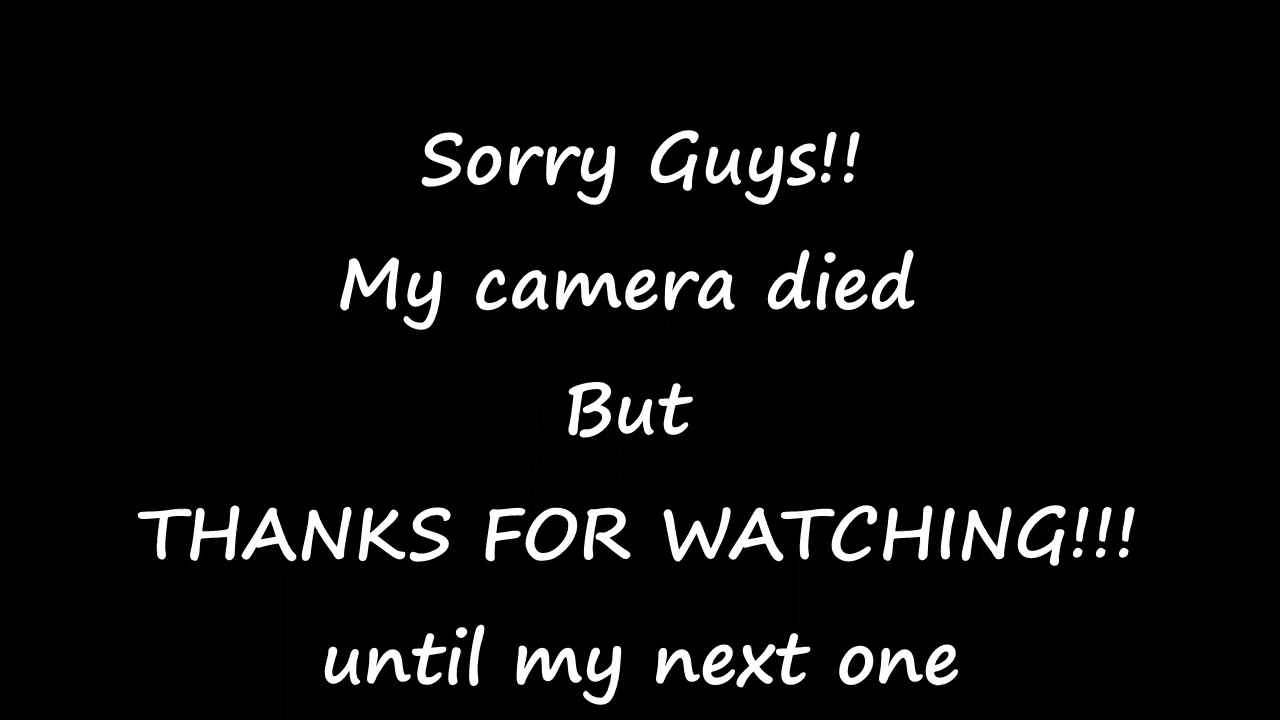 Sorry Guys!!
My camera died
But
THANKS FOR WATCHING!!!
until my next one